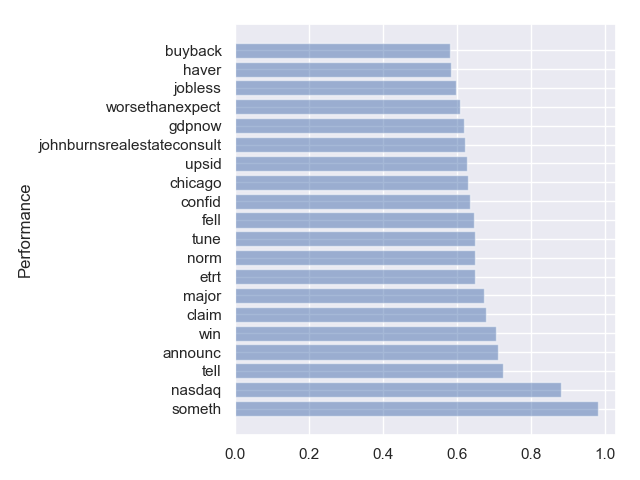 buyback
haver
jobless
worsethanexpect
gdpnow
johnburnsrealestateconsult
upsid
chicago
confid
fell
tune
norm
etrt
major
claim
win
announc
tell
nasdaq
someth
Performance
0.0 0.2 0.4 0.6 0.8 1.0